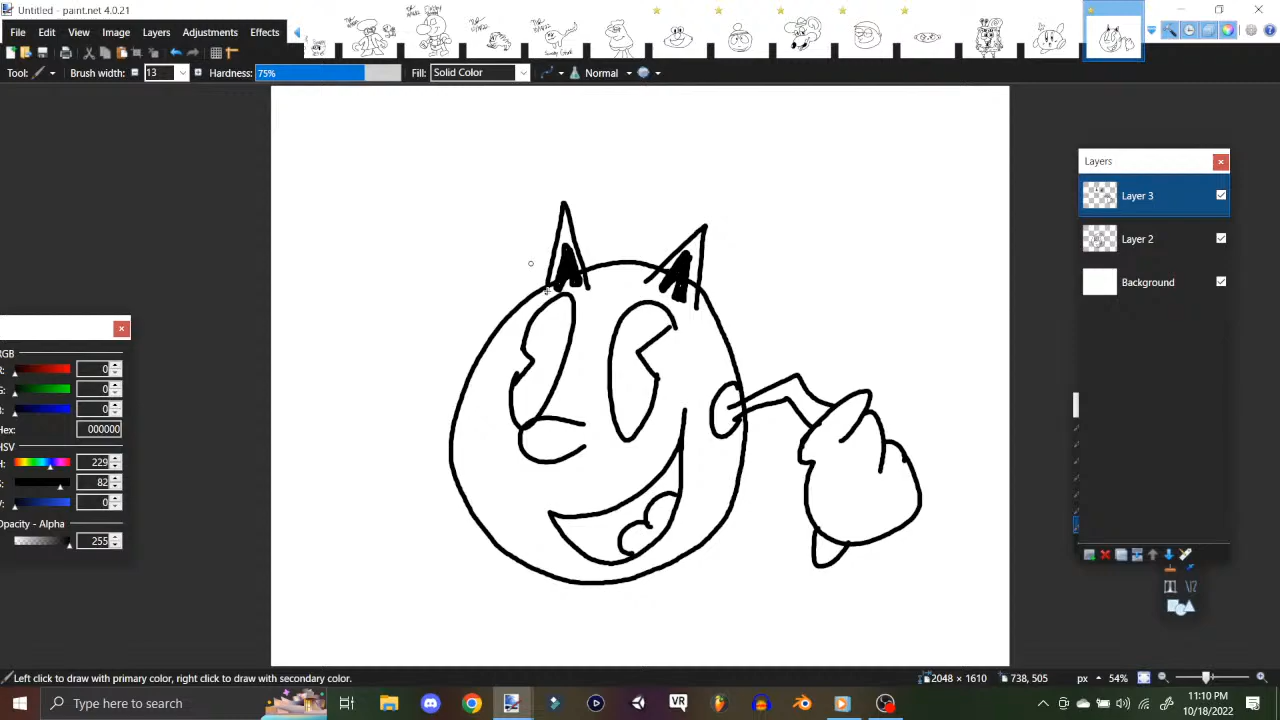 Untitled - paint.net 4.0.21
File Edit View Image Layers Adjustments Effects
Tool: Brush width: 13 Hardness: 75% Fill: Solid Color Normal
Layers
Layer 3
Layer 2
Background
RGB
R: 0
G: 0
B: 0
Hex: 000000
HSV
H: 229
S: 82
V: 0
Opacity - Alpha
255
Left click to draw with primary color, right click to draw with secondary color.
2048 × 1610
738, 505
px
54%
Type here to search
VR
11:10 PM
10/18/2022